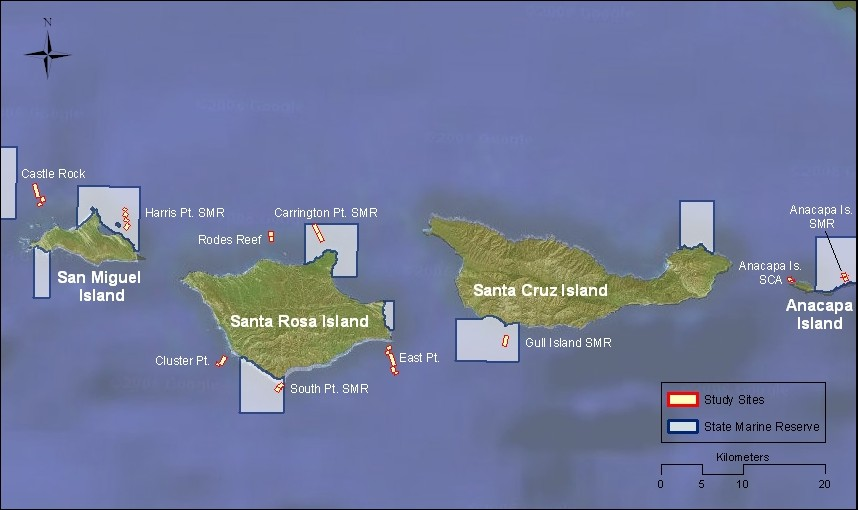 N
Castle Rock
Harris Pt. SMR
Carrington Pt. SMR
Rodes Reef
San Miguel
Island
Santa Rosa Island
Cluster Pt.
South Pt. SMR
East Pt.
Santa Cruz Island
Gull Island SMR
Anacapa Is.
SMR
Anacapa Is.
SCA
Anacapa
Island
Study Sites
State Marine Reserve
Kilometers
0 5 10 20